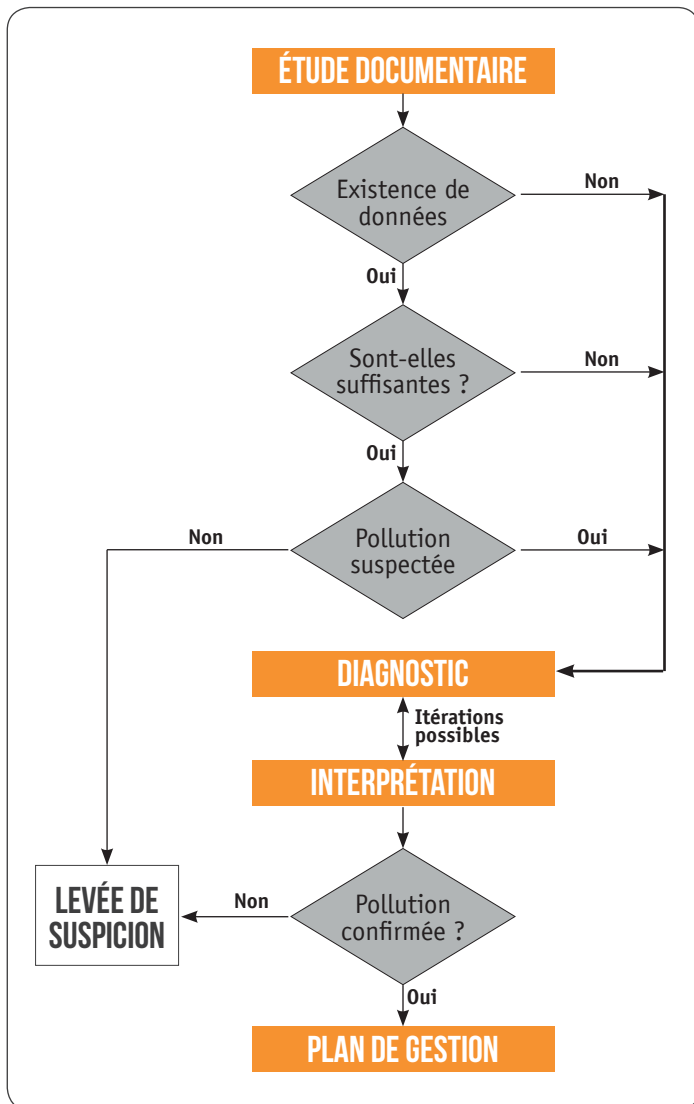 ÉTUDE DOCUMENTAIRE
Existence de
données
Non
Oui
Sont-elles
suffisantes ?
Non
Oui
Non
Pollution
suspectée
Oui
DIAGNOSTIC
Itérations
possibles
INTERPRÉTATION
LEVÉE DE
SUSPICION
Non
Pollution
confirmée ?
Oui
PLAN DE GESTION